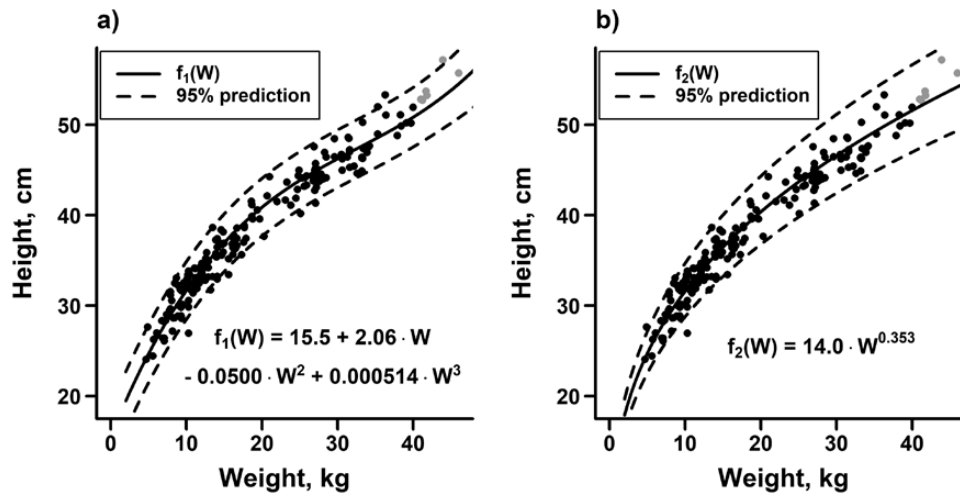 a)
f₁(W)
95% prediction
50
40
30
20
Height, cm
f₁(W) = 15.5 + 2.06 · W
- 0.0500 · W² + 0.000514 · W³
0 10 20 30 40
Weight, kg
b)
f₂(W)
95% prediction
50
40
30
20
Height, cm
f₂(W) = 14.0 · W⁰·³⁵³
0 10 20 30 40
Weight, kg